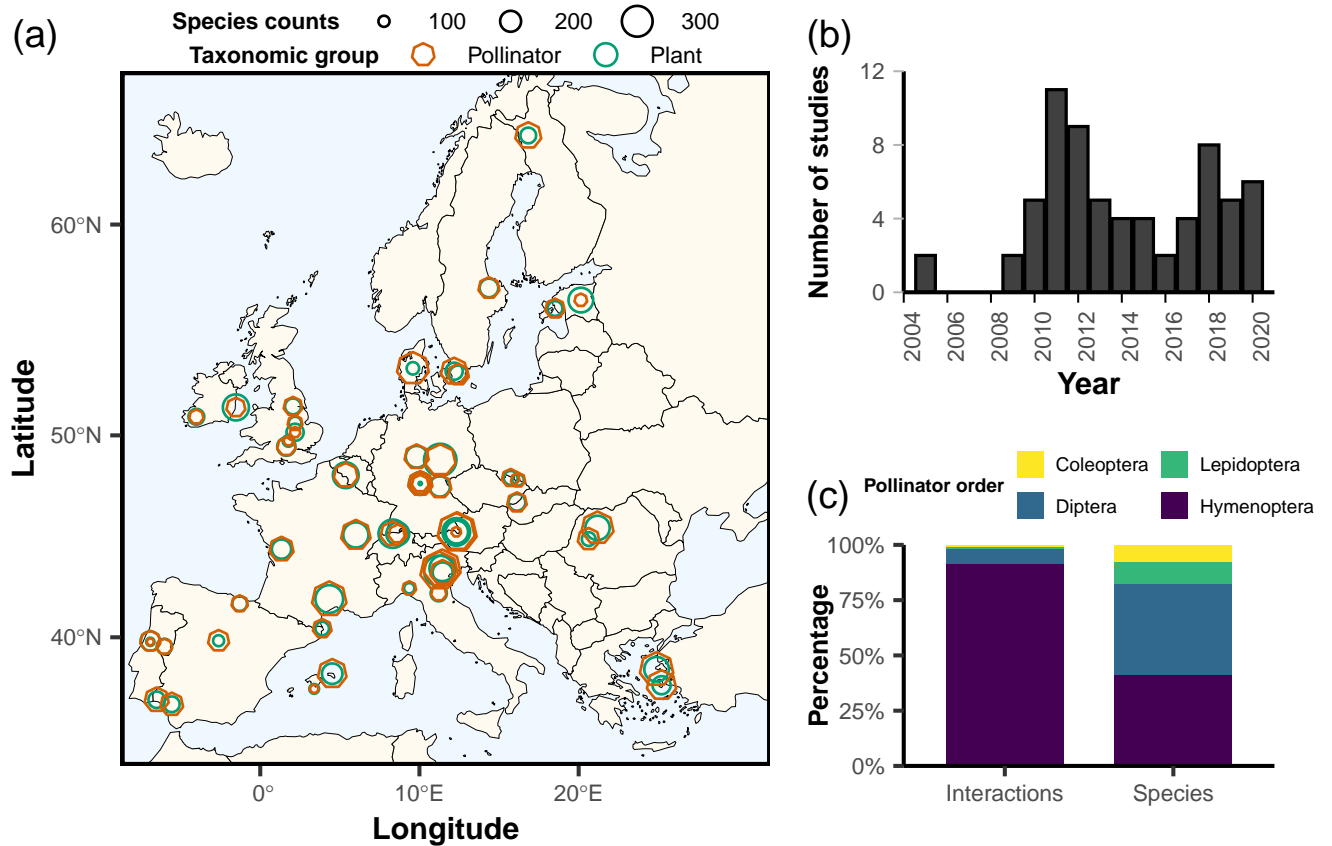 (a)
Species counts 100 200 300
Taxonomic group Pollinator Plant
60°N
50°N
40°N
Latitude
0° 10°E 20°E
Longitude
(b)
12
8
4
0
Number of studies
2004 2006 2008 2010 2012 2014 2016 2018 2020
Year
(c)
Pollinator order
Coleoptera Lepidoptera
Diptera Hymenoptera
100%
75%
50%
25%
0%
Percentage
Interactions Species